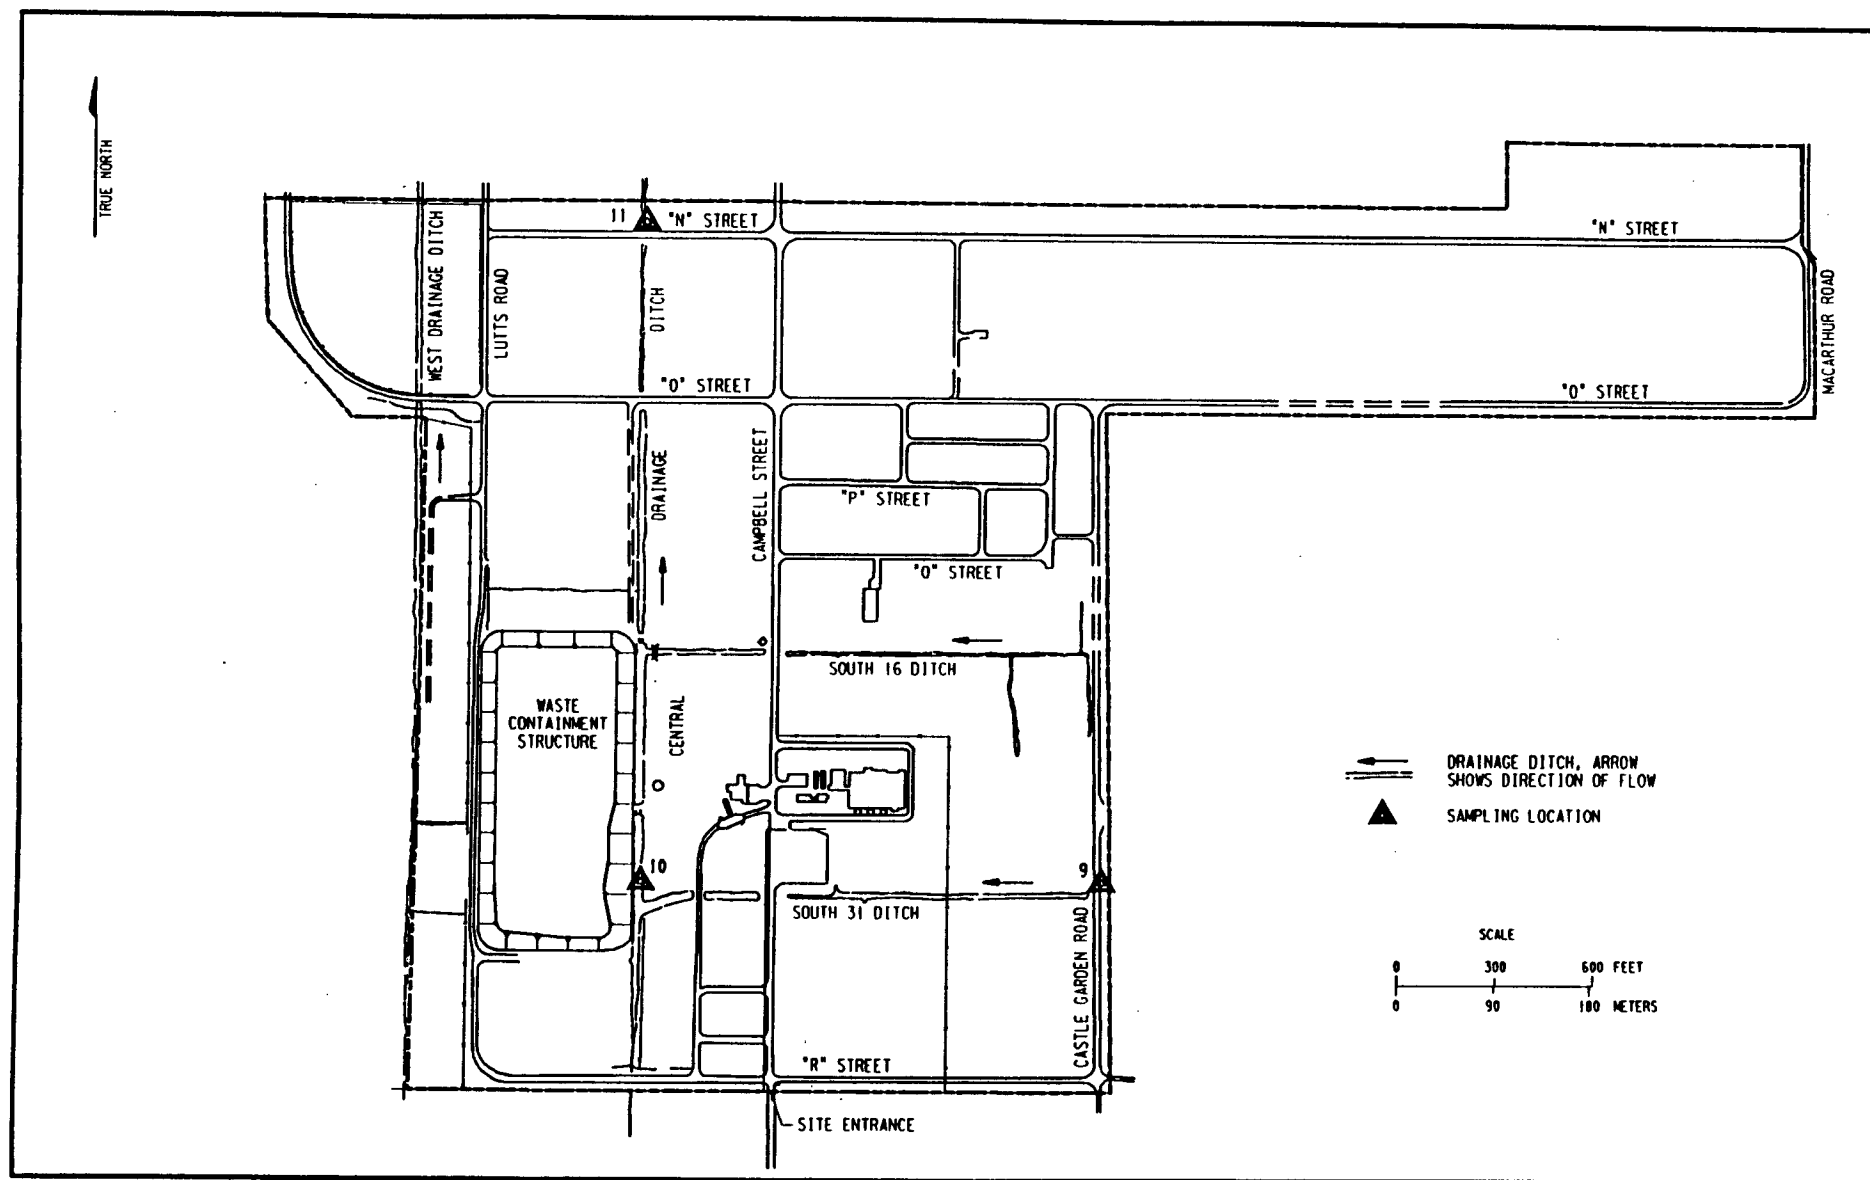 TRUE NORTH
11
"N" STREET
"N" STREET
WEST DRAINAGE DITCH
LUTTS ROAD
DITCH
MACARTHUR ROAD
"O" STREET
"O" STREET
CAMPBELL STREET
DRAINAGE
"P" STREET
"O" STREET
SOUTH 16 DITCH
WASTE
CONTAINMENT
STRUCTURE
CENTRAL
DRAINAGE DITCH, ARROW
SHOWS DIRECTION OF FLOW
SAMPLING LOCATION
10
9
SOUTH 31 DITCH
CASTLE GARDEN ROAD
SCALE
0 300 600 FEET
0 90 180 METERS
"R" STREET
SITE ENTRANCE